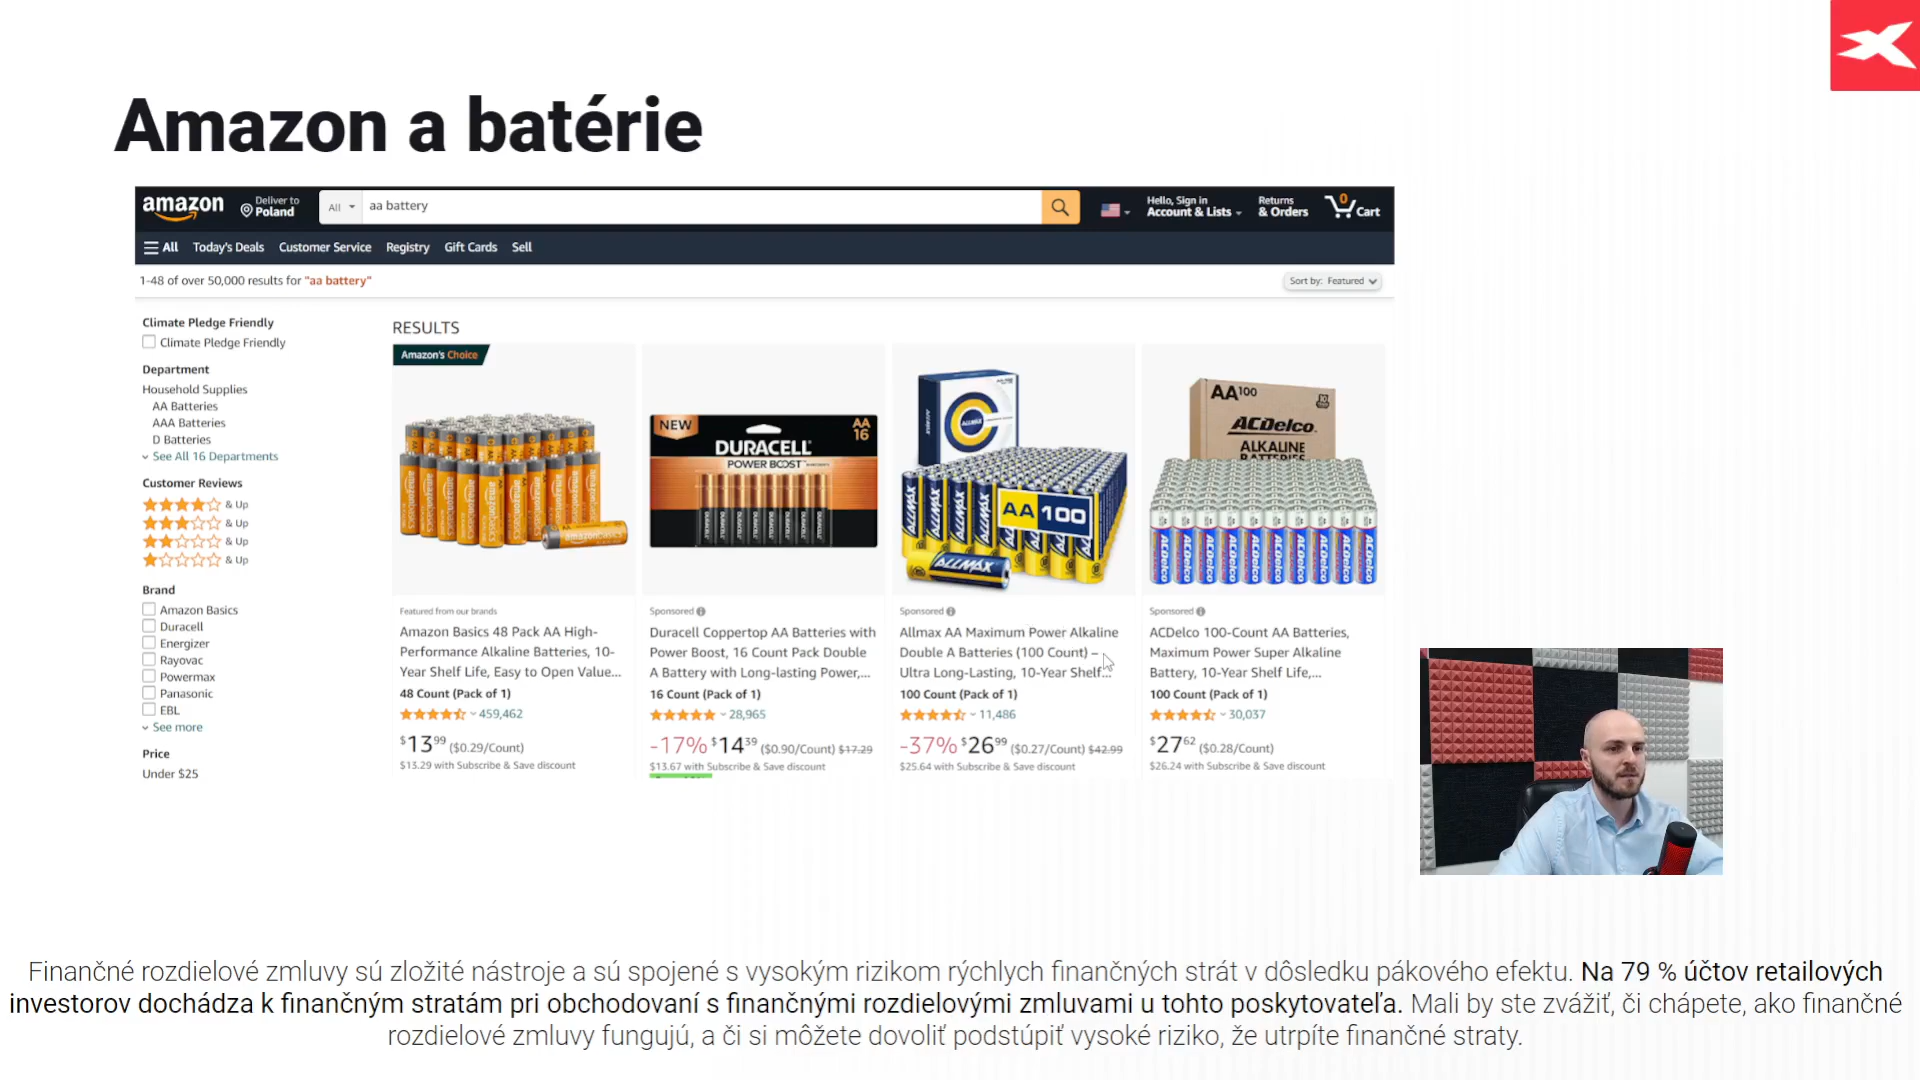 Amazon a batérie
amazon
Deliver to
Poland
All
aa battery
Hello, Sign in
Account & Lists
Returns
& Orders
0
Cart
All
Today's Deals
Customer Service
Registry
Gift Cards
Sell
1-48 of over 50,000 results for "aa battery"
Sort by: Featured
Climate Pledge Friendly
Climate Pledge Friendly
Department
Household Supplies
AA Batteries
AAA Batteries
D Batteries
See All 16 Departments
Customer Reviews
& Up
& Up
& Up
& Up
Brand
Amazon Basics
Duracell
Energizer
Rayovac
Powermax
Panasonic
EBL
See more
Price
Under $25
RESULTS
Amazon's Choice
amazonbasics
Featured from our brands
Amazon Basics 48 Pack AA High-
Performance Alkaline Batteries, 10-
Year Shelf Life, Easy to Open Value...
48 Count (Pack of 1)
459,462
$13.99 ($0.29/Count)
$13.29 with Subscribe & Save discount
NEW
AA
16
DURACELL
POWER BOOST
Sponsored
Duracell Coppertop AA Batteries with
Power Boost, 16 Count Pack Double
A Battery with Long-lasting Power,...
16 Count (Pack of 1)
28,965
-17% $14.39 ($0.90/Count) $17.29
$13.67 with Subscribe & Save discount
ALLMAX
AA 100
ALLMAX
Sponsored
Allmax AA Maximum Power Alkaline
Double A Batteries (100 Count) –
Ultra Long-Lasting, 10-Year Shelf...
100 Count (Pack of 1)
11,486
-37% $26.99 ($0.27/Count) $42.99
$25.64 with Subscribe & Save discount
AA100
ACDelco
ALKALINE
BATTERIES
ACDelco
Sponsored
ACDelco 100-Count AA Batteries,
Maximum Power Super Alkaline
Battery, 10-Year Shelf Life,...
100 Count (Pack of 1)
30,037
$27.62 ($0.28/Count)
$26.24 with Subscribe & Save discount
Finančné rozdielové zmluvy sú zložité nástroje a sú spojené s vysokým rizikom rýchlych finančných strát v dôsledku pákového efektu. Na 79 % účtov retailových
investorov dochádza k finančným stratám pri obchodovaní s finančnými rozdielovými zmluvami u tohto poskytovateľa. Mali by ste zvážiť, či chápete, ako finančné
rozdielové zmluvy fungujú, a či si môžete dovoliť podstúpiť vysoké riziko, že utrpíte finančné straty.